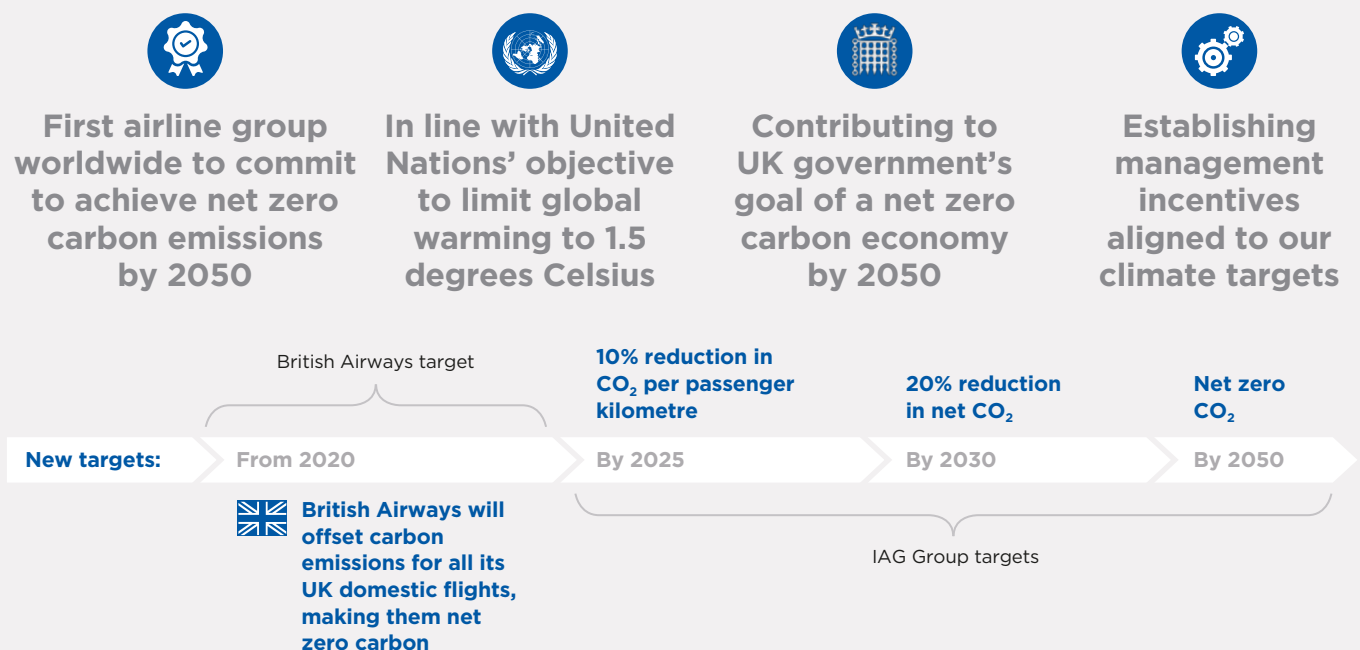 First airline group
worldwide to commit
to achieve net zero
carbon emissions
by 2050
In line with United
Nations’ objective
to limit global
warming to 1.5
degrees Celsius
Contributing to
UK government’s
goal of a net zero
carbon economy
by 2050
Establishing
management
incentives
aligned to our
climate targets
British Airways target
10% reduction in
CO₂ per passenger
kilometre
20% reduction
in net CO₂
Net zero
CO₂
New targets:
From 2020
By 2025
By 2030
By 2050
British Airways will
offset carbon
emissions for all its
UK domestic flights,
making them net
zero carbon
IAG Group targets